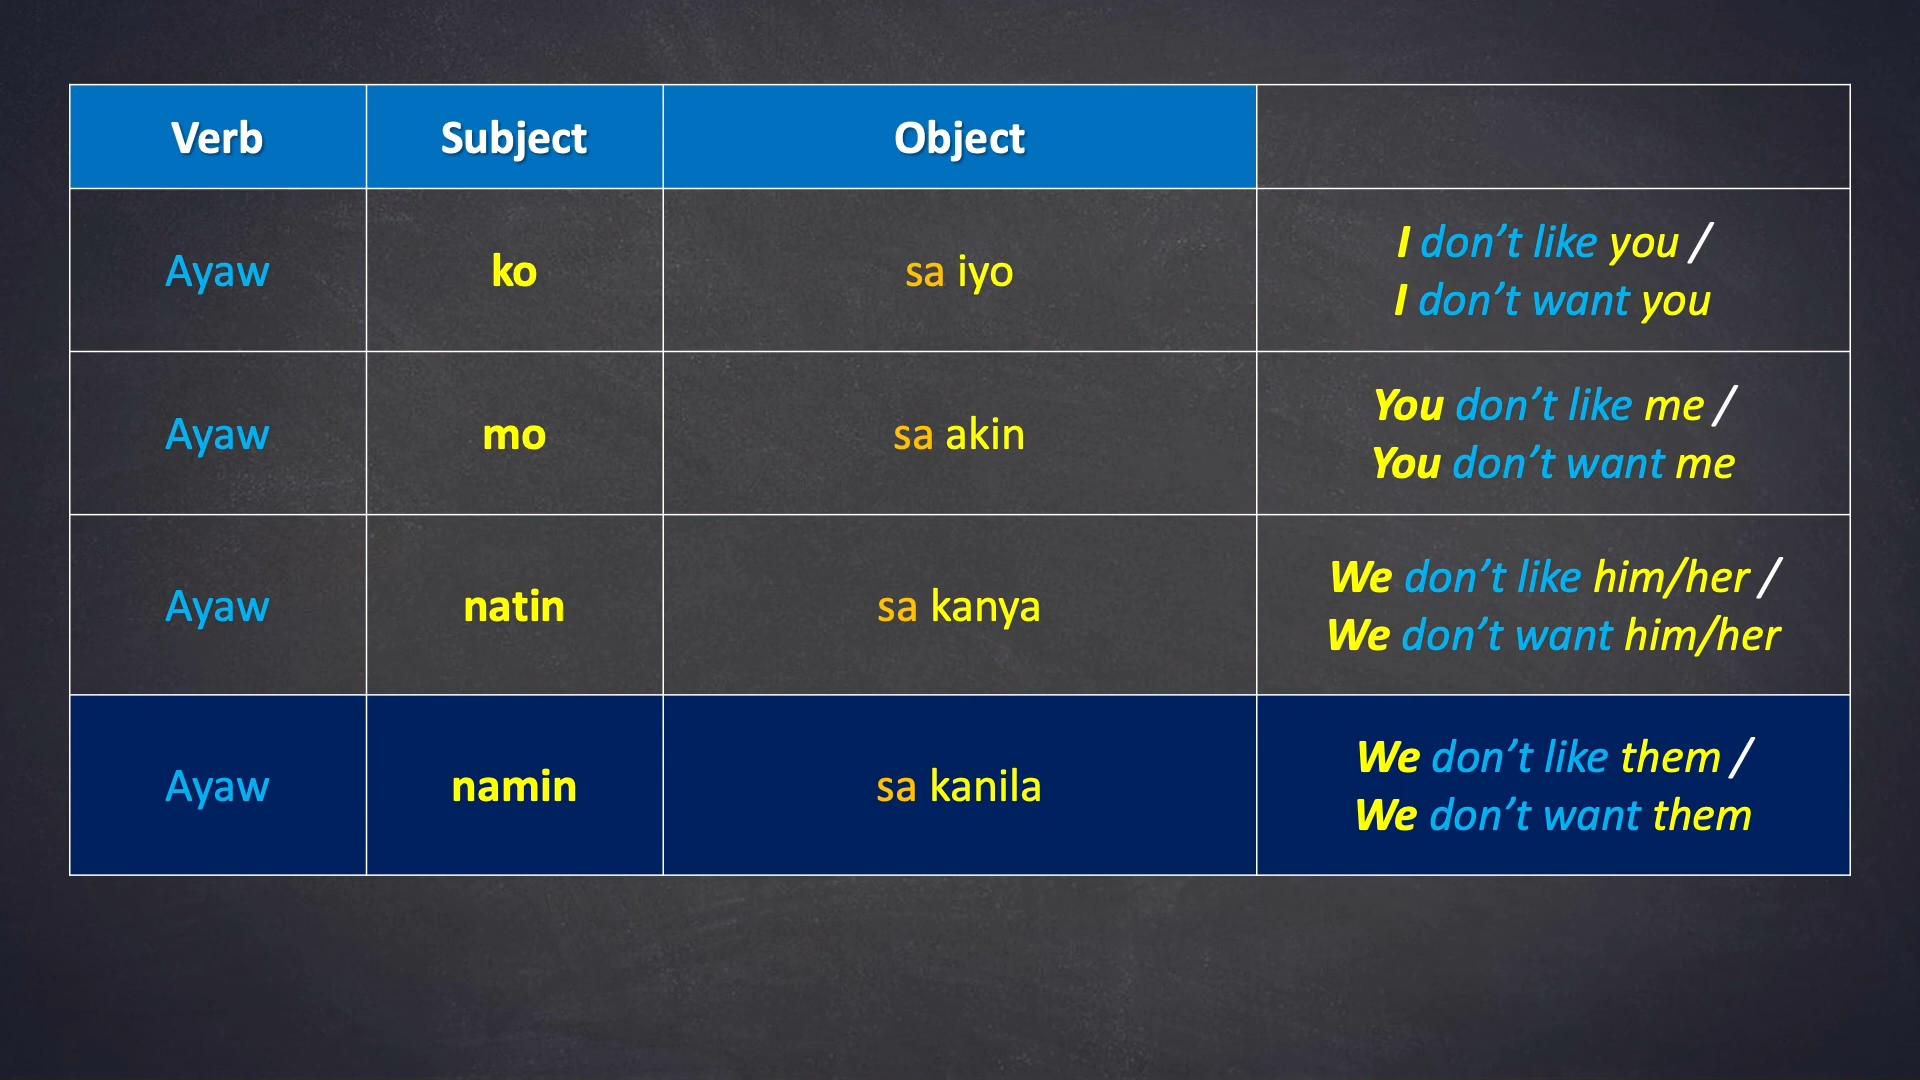 Verb Subject Object
Ayaw ko sa iyo I don’t like you /
I don’t want you
Ayaw mo sa akin You don’t like me /
You don’t want me
Ayaw natin sa kanya We don’t like him/her /
We don’t want him/her
Ayaw namin sa kanila We don’t like them /
We don’t want them